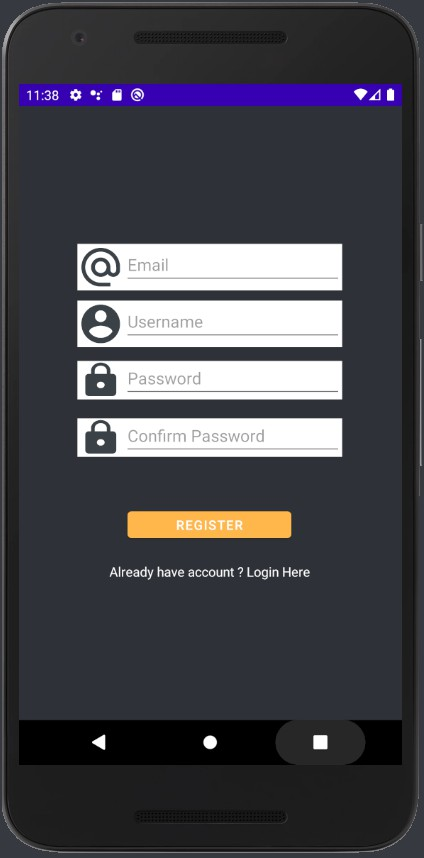 11:38
Email
Username
Password
Confirm Password
REGISTER
Already have account ? Login Here